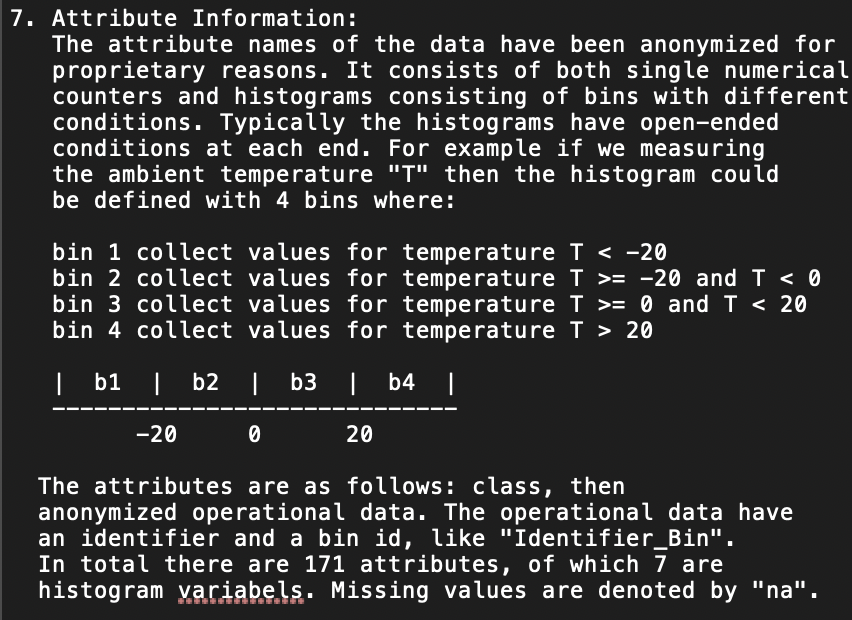 7. Attribute Information:
The attribute names of the data have been anonymized for
proprietary reasons. It consists of both single numerical
counters and histograms consisting of bins with different
conditions. Typically the histograms have open-ended
conditions at each end. For example if we measuring
the ambient temperature "T" then the histogram could
be defined with 4 bins where:
bin 1 collect values for temperature T < -20
bin 2 collect values for temperature T >= -20 and T < 0
bin 3 collect values for temperature T >= 0 and T < 20
bin 4 collect values for temperature T > 20
| b1 | b2 | b3 | b4 |
-----------------------------
-20 0 20
The attributes are as follows: class, then
anonymized operational data. The operational data have
an identifier and a bin id, like "Identifier_Bin".
In total there are 171 attributes, of which 7 are
histogram variabels. Missing values are denoted by "na".